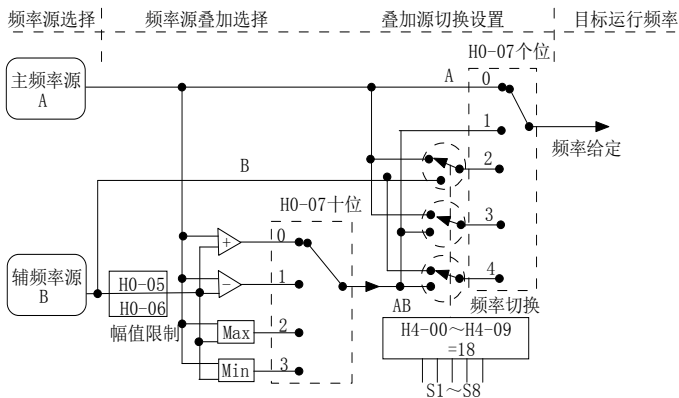 频率源选择
频率源叠加选择
叠加源切换设置
目标运行频率
H0-07个位
主频率源
A
A
0
1
频率给定
B
2
H0-07十位
3
0
+
辅频率源
B
H0-05
H0-06
−
1
4
AB
频率切换
幅值限制
Max
2
H4-00～H4-09
=18
Min
3
S1～S8